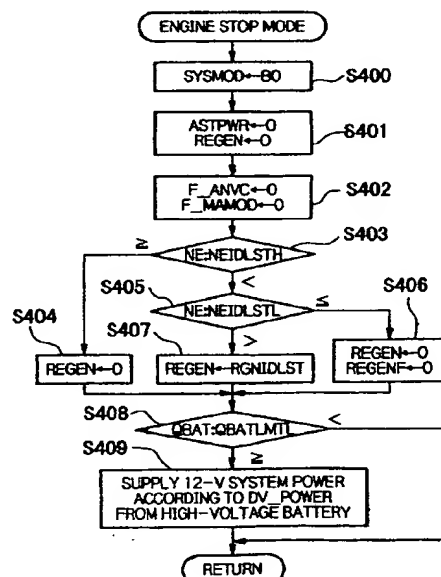 ENGINE STOP MODE
SYSMOD←B0
S400
ASTPWR←0
REGEN←0
S401
F_ANVC←0
F_MAMOD←0
S402
S403
≧
NE:NEIDLSTH
<
S405
NE:NEIDLSTL
≦
S406
S404
S407
>
REGEN←0
REGEN←RGNIDLST
REGEN←0
REGENF←0
S408
QBAT:QBATLMTL
<
S409
≧
SUPPLY 12-V SYSTEM POWER
ACCORDING TO DV_POWER
FROM HIGH-VOLTAGE BATTERY
RETURN